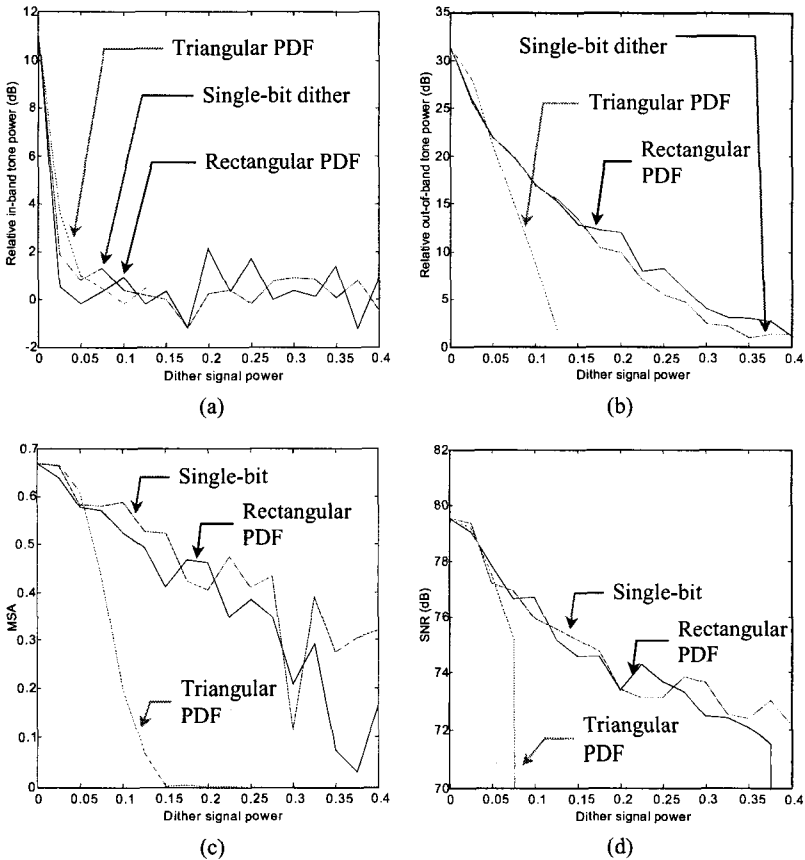 12
10
8
6
4
2
0
-2
Relative in-band tone power (dB)
Triangular PDF
Single-bit dither
Rectangular PDF
0 0.05 0.1 0.15 0.2 0.25 0.3 0.35 0.4
Dither signal power
(a)
35
30
25
20
15
10
5
0
Relative out-of-band tone power (dB)
Single-bit dither
Triangular PDF
Rectangular
PDF
0 0.05 0.1 0.15 0.2 0.25 0.3 0.35 0.4
Dither signal power
(b)
0.7
0.6
0.5
0.4
0.3
0.2
0.1
0
MSA
Single-bit
Rectangular
PDF
Triangular
PDF
0 0.05 0.1 0.15 0.2 0.25 0.3 0.35 0.4
Dither signal power
(c)
82
80
78
76
74
72
70
SNR (dB)
Single-bit
Rectangular
PDF
Triangular
PDF
0 0.05 0.1 0.15 0.2 0.25 0.3 0.35 0.4
Dither signal power
(d)